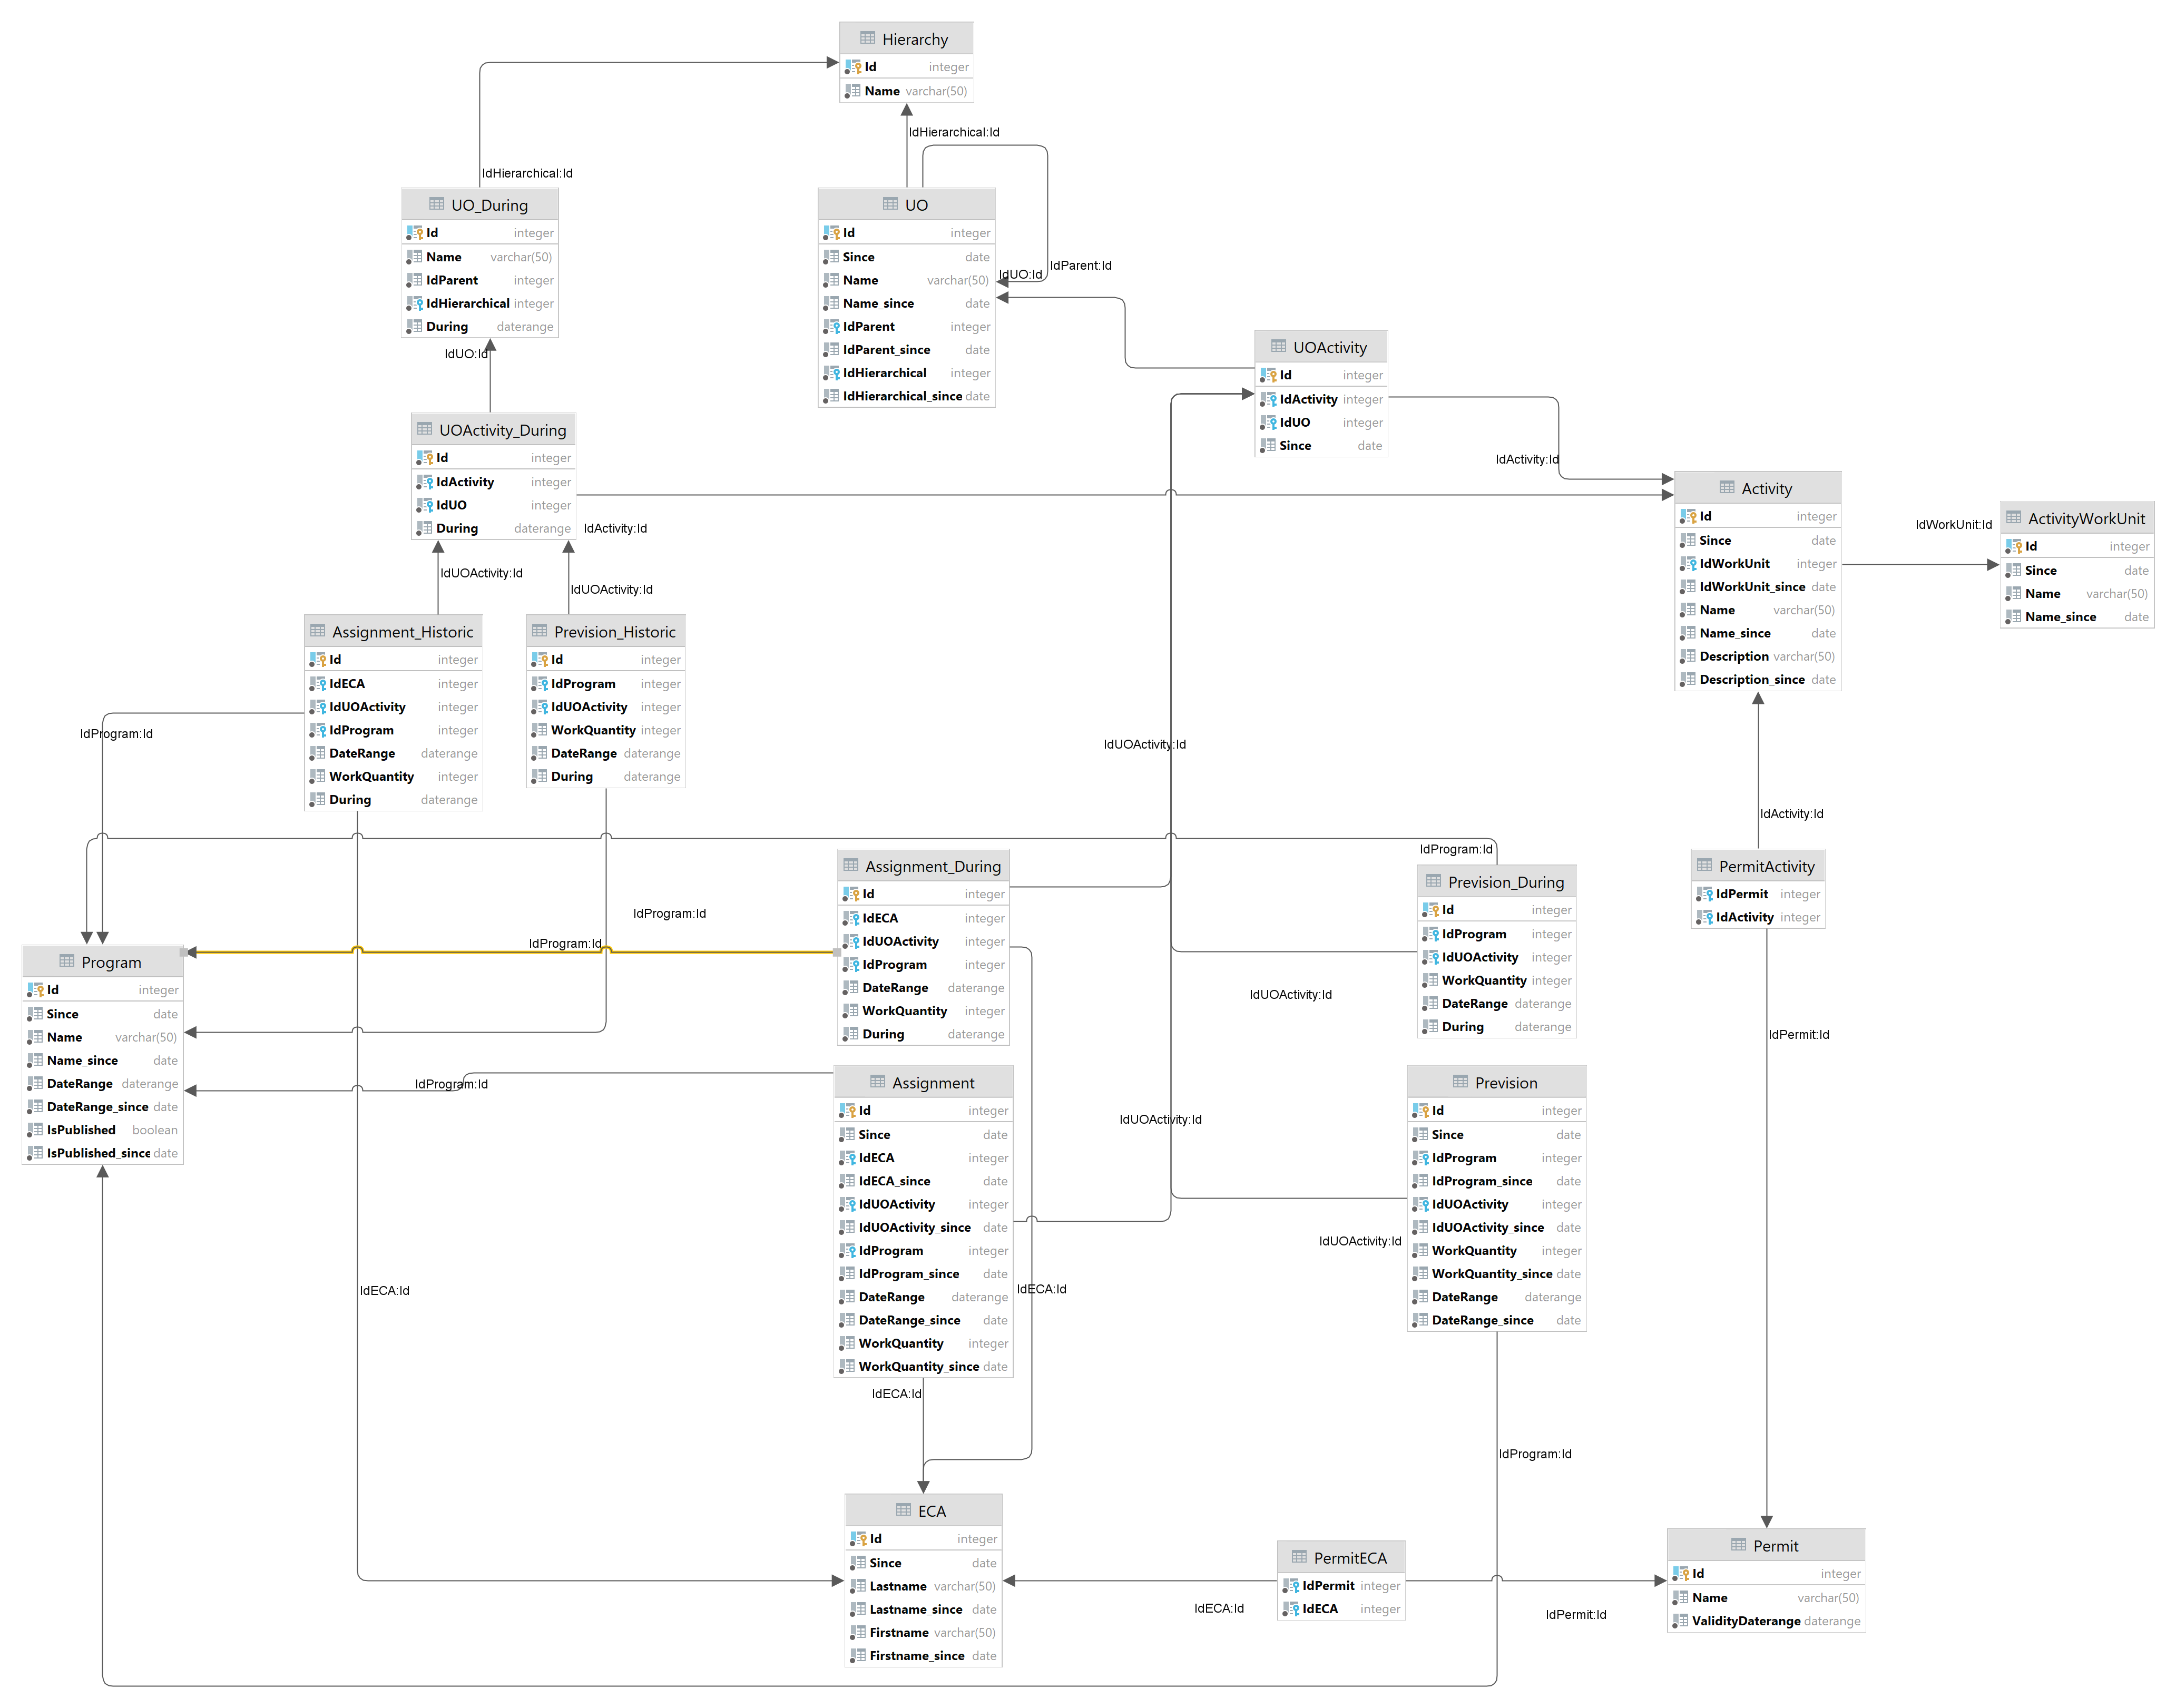 Hierarchy
Id integer
Name varchar(50)
IdHierarchical:Id
IdHierarchical:Id
UO_During
Id integer
Name varchar(50)
IdParent integer
IdHierarchical integer
During daterange
UO
Id integer
Since date
Name varchar(50)
Name_since date
IdParent integer
IdParent_since date
IdHierarchical integer
IdHierarchical_since date
IdParent:Id
IdUO:Id
IdUO:Id
UOActivity
Id integer
IdActivity integer
IdUO integer
Since date
UOActivity_During
Id integer
IdActivity integer
IdUO integer
During daterange
IdActivity:Id
IdActivity:Id
Activity
Id integer
Since date
IdWorkUnit integer
IdWorkUnit_since date
Name varchar(50)
Name_since date
Description varchar(50)
Description_since date
IdWorkUnit:Id
ActivityWorkUnit
Id integer
Since date
Name varchar(50)
Name_since date
IdUOActivity:Id
IdUOActivity:Id
Assignment_Historic
Id integer
IdECA integer
IdUOActivity integer
IdProgram integer
DateRange daterange
WorkQuantity integer
During daterange
Prevision_Historic
Id integer
IdProgram integer
IdUOActivity integer
WorkQuantity integer
DateRange daterange
During daterange
IdProgram:Id
IdUOActivity:Id
IdActivity:Id
IdProgram:Id
Assignment_During
Id integer
IdECA integer
IdUOActivity integer
IdProgram integer
DateRange daterange
WorkQuantity integer
During daterange
Prevision_During
Id integer
IdProgram integer
IdUOActivity integer
WorkQuantity integer
DateRange daterange
During daterange
PermitActivity
IdPermit integer
IdActivity integer
IdProgram:Id
IdProgram:Id
IdUOActivity:Id
IdPermit:Id
Program
Id integer
Since date
Name varchar(50)
Name_since date
DateRange daterange
DateRange_since date
IsPublished boolean
IsPublished_since date
IdProgram:Id
IdUOActivity:Id
Assignment
Id integer
Since date
IdECA integer
IdECA_since date
IdUOActivity integer
IdUOActivity_since date
IdProgram integer
IdProgram_since date
DateRange daterange
DateRange_since date
WorkQuantity integer
WorkQuantity_since date
Prevision
Id integer
Since date
IdProgram integer
IdProgram_since date
IdUOActivity integer
IdUOActivity_since date
WorkQuantity integer
WorkQuantity_since date
DateRange daterange
DateRange_since date
IdUOActivity:Id
IdECA:Id
IdECA:Id
IdECA:Id
IdProgram:Id
ECA
Id integer
Since date
Lastname varchar(50)
Lastname_since date
Firstname varchar(50)
Firstname_since date
PermitECA
IdPermit integer
IdECA integer
Permit
Id integer
Name varchar(50)
ValidityDaterange daterange
IdECA:Id
IdPermit:Id